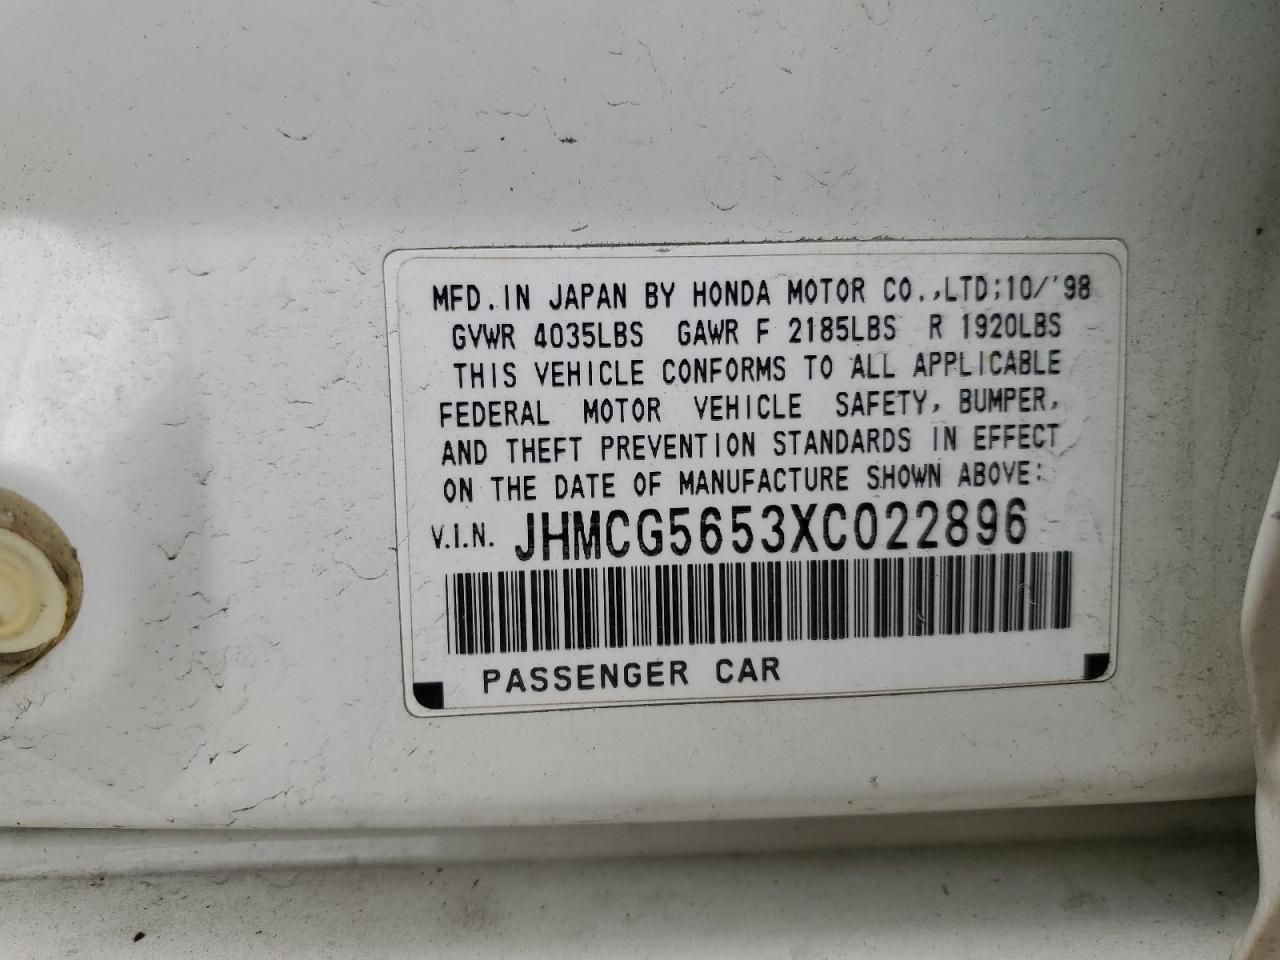 MFD. IN JAPAN BY HONDA MOTOR CO.,LTD;10/'98
GVWR 4035LBS GAWR F 2185LBS R 1920LBS
THIS VEHICLE CONFORMS TO ALL APPLICABLE
FEDERAL MOTOR VEHICLE SAFETY, BUMPER,
AND THEFT PREVENTION STANDARDS IN EFFECT
ON THE DATE OF MANUFACTURE SHOWN ABOVE:
V.I.N. JHMCG5653XC022896
PASSENGER CAR